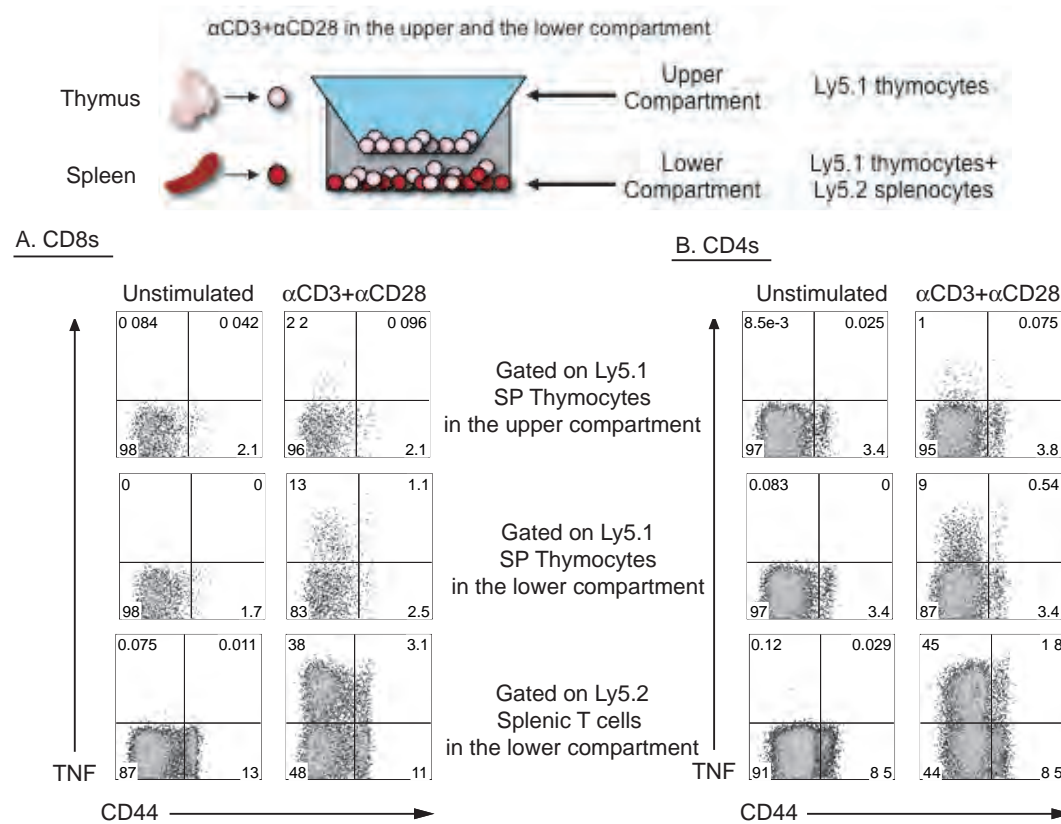 αCD3+αCD28 in the upper and the lower compartment
Thymus
Spleen
Upper
Compartment
Ly5.1 thymocytes
Lower
Compartment
Ly5.1 thymocytes+
Ly5.2 splenocytes
A. CD8s
B. CD4s
Unstimulated αCD3+αCD28
Unstimulated αCD3+αCD28
0 084 0 042 2 2 0 096
98 2.1 96 2.1
Gated on Ly5.1
SP Thymocytes
in the upper compartment
8.5e-3 0.025 1 0.075
97 3.4 95 3.8
0 0 13 1.1
98 1.7 83 2.5
Gated on Ly5.1
SP Thymocytes
in the lower compartment
0.083 0 9 0.54
97 3.4 87 3.4
0.075 0.011 38 3.1
87 13 48 11
Gated on Ly5.2
Splenic T cells
in the lower compartment
0.12 0.029 45 1 8
91 8 5 44 8 5
TNF
CD44
TNF
CD44